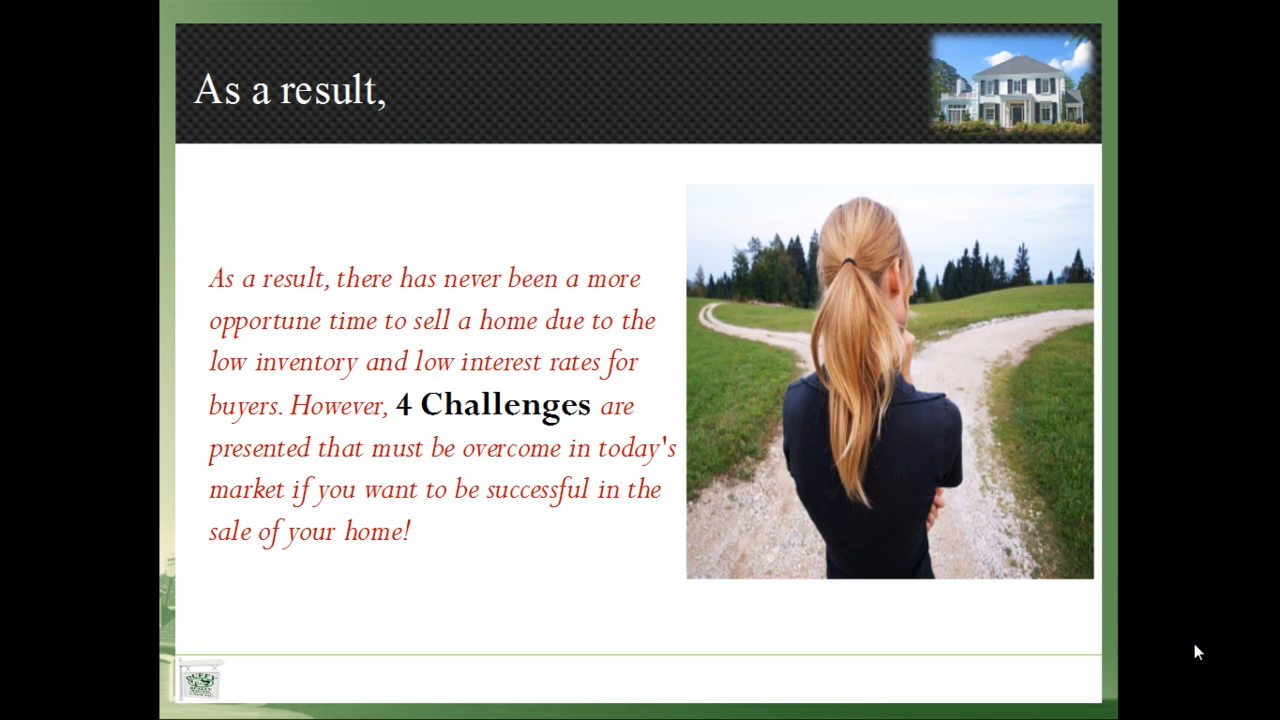 As a result,
As a result, there has never been a more
opportune time to sell a home due to the
low inventory and low interest rates for
buyers. However, 4 Challenges are
presented that must be overcome in today's
market if you want to be successful in the
sale of your home!
DUFFY
REALTY